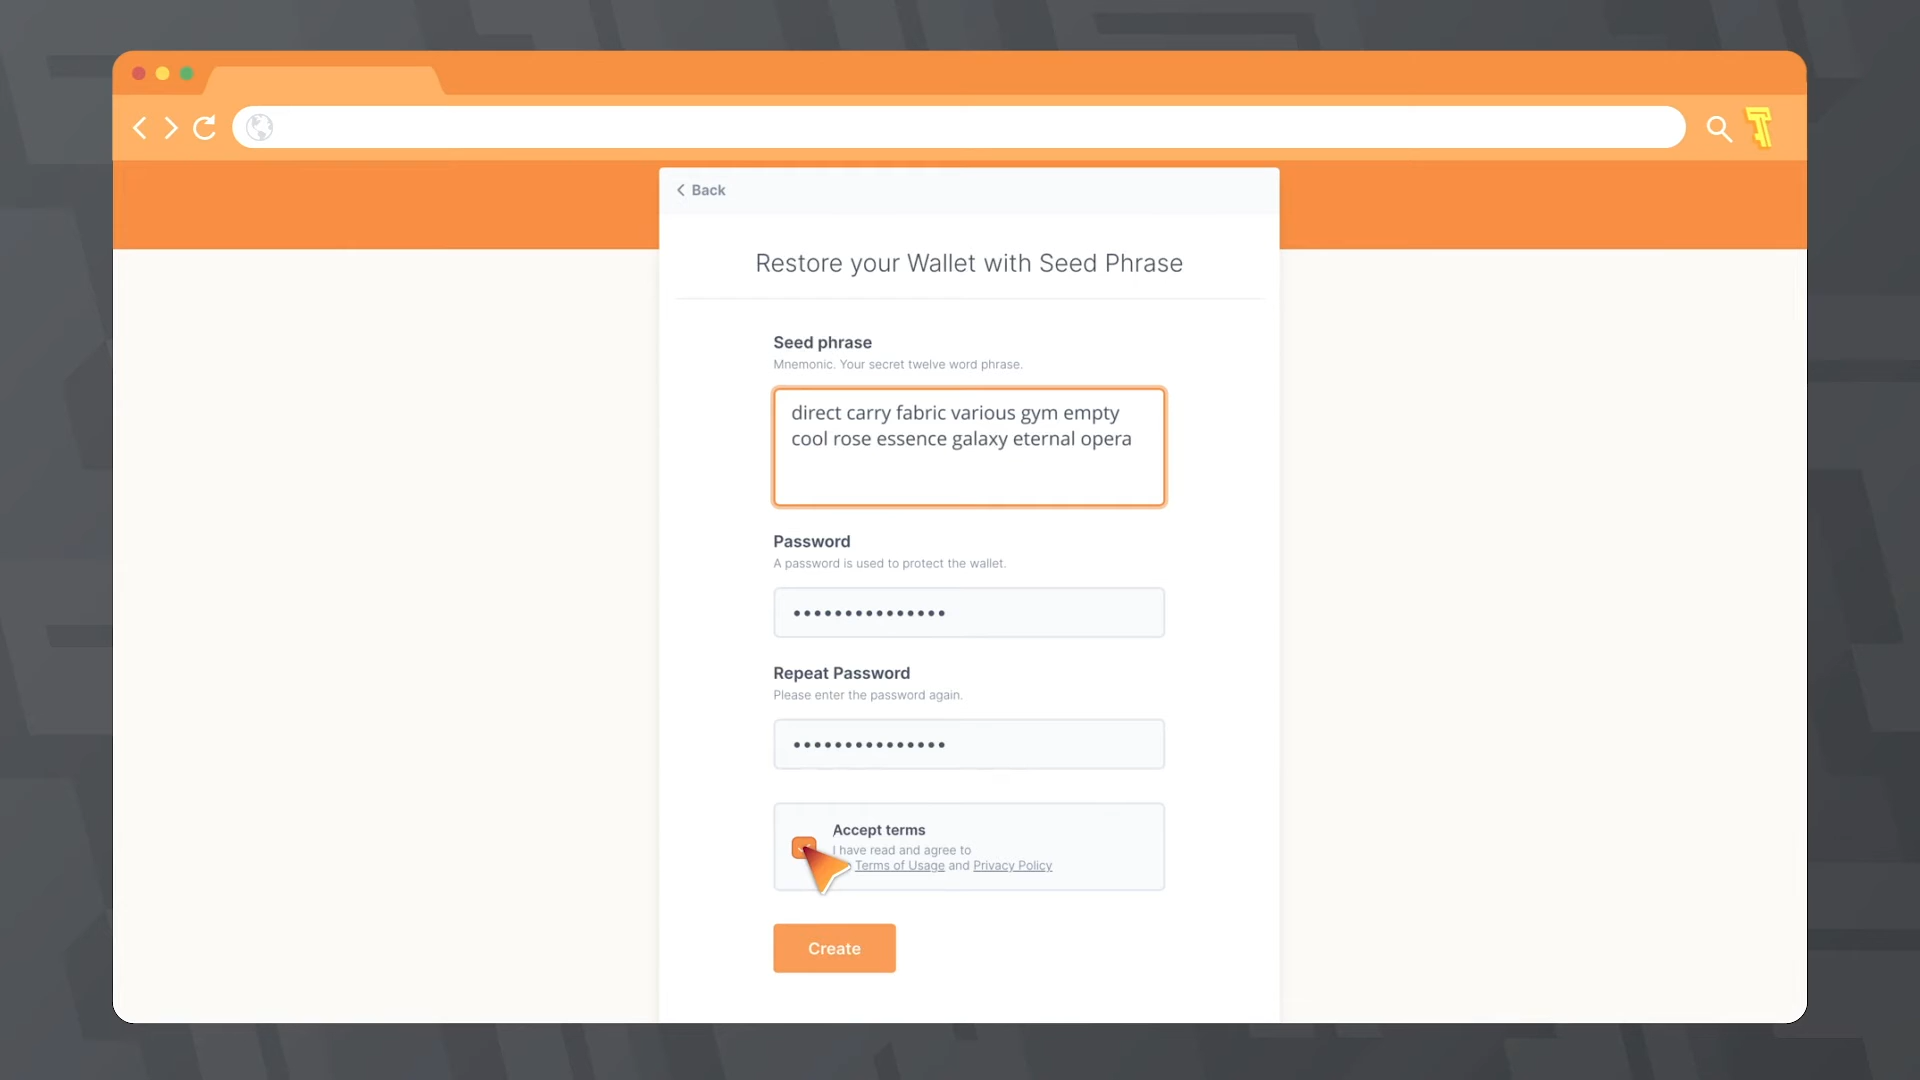 Back
Restore your Wallet with Seed Phrase
Seed phrase
Mnemonic. Your secret twelve word phrase.
direct carry fabric various gym empty
cool rose essence galaxy eternal opera
Password
A password is used to protect the wallet.
•••••••••••••••
Repeat Password
Please enter the password again.
•••••••••••••••
Accept terms
I have read and agree to
Terms of Usage and Privacy Policy
Create